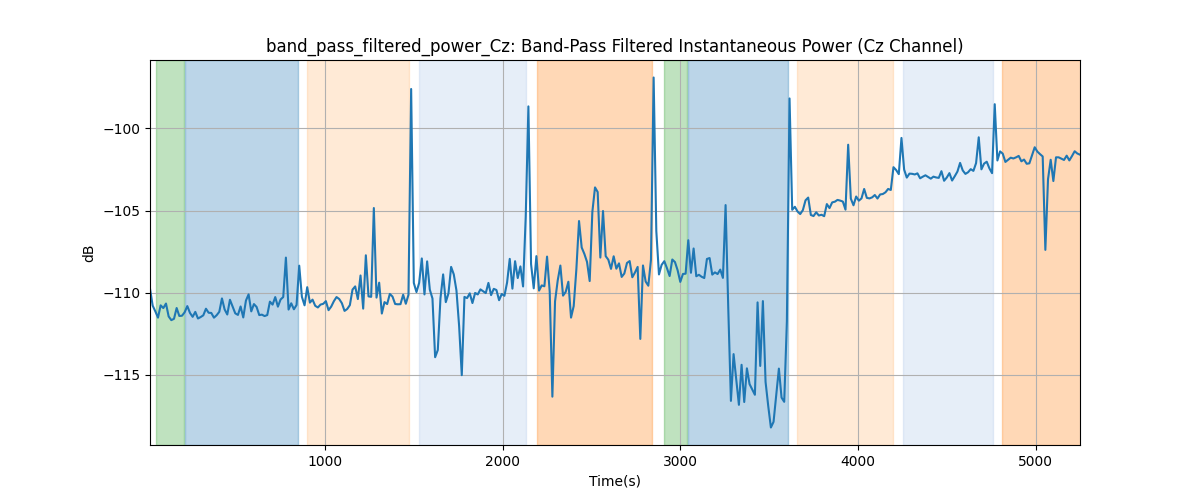 band_pass_filtered_power_Cz: Band-Pass Filtered Instantaneous Power (Cz Channel)
−100
−105
−110
−115
dB
1000 2000 3000 4000 5000
Time(s)